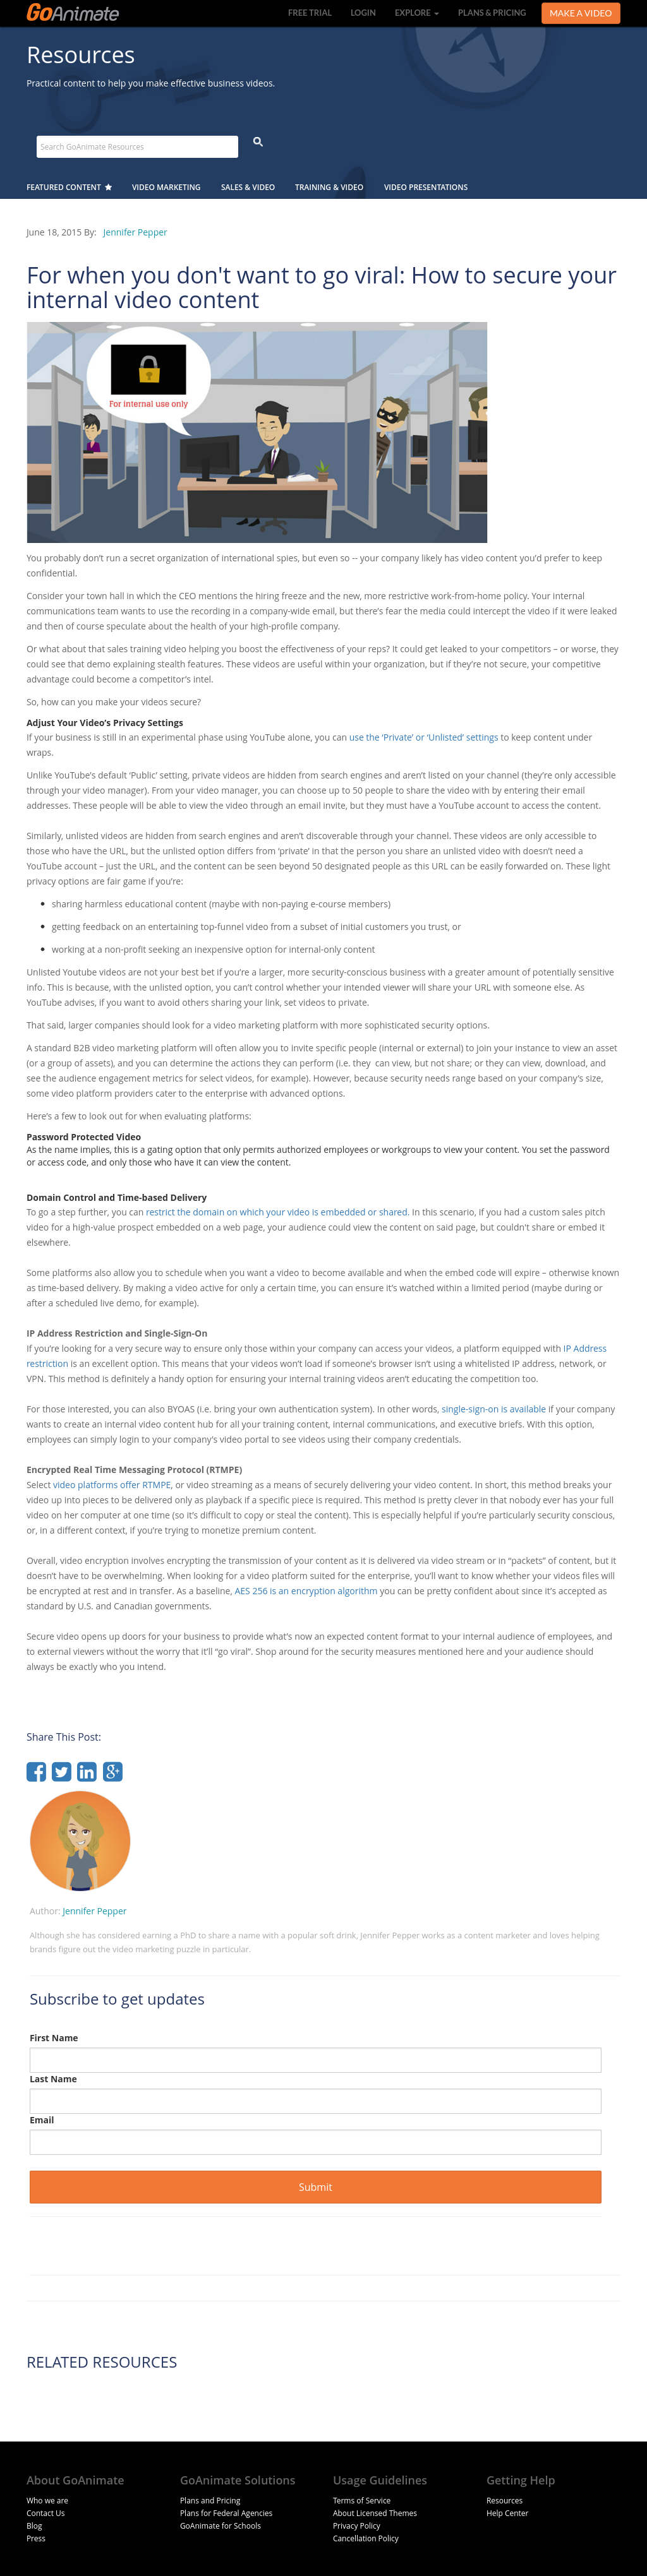 GoAnimate
FREE TRIAL LOGIN EXPLORE PLANS & PRICING MAKE A VIDEO
Resources
Practical content to help you make effective business videos.
Search GoAnimate Resources
FEATURED CONTENT VIDEO MARKETING SALES & VIDEO TRAINING & VIDEO VIDEO PRESENTATIONS
June 18, 2015 By: Jennifer Pepper
For when you don't want to go viral: How to secure your
internal video content
For internal use only
You probably don’t run a secret organization of international spies, but even so -- your company likely has video content you’d prefer to keep
confidential.
Consider your town hall in which the CEO mentions the hiring freeze and the new, more restrictive work-from-home policy. Your internal
communications team wants to use the recording in a company-wide email, but there’s fear the media could intercept the video if it were leaked
and then of course speculate about the health of your high-profile company.
Or what about that sales training video helping you boost the effectiveness of your reps? It could get leaked to your competitors – or worse, they
could see that demo explaining stealth features. These videos are useful within your organization, but if they’re not secure, your competitive
advantage could become a competitor’s intel.
So, how can you make your videos secure?
Adjust Your Video’s Privacy Settings
If your business is still in an experimental phase using YouTube alone, you can use the ‘Private’ or ‘Unlisted’ settings to keep content under
wraps.
Unlike YouTube’s default ‘Public’ setting, private videos are hidden from search engines and aren’t listed on your channel (they’re only accessible
through your video manager). From your video manager, you can choose up to 50 people to share the video with by entering their email
addresses. These people will be able to view the video through an email invite, but they must have a YouTube account to access the content.
Similarly, unlisted videos are hidden from search engines and aren’t discoverable through your channel. These videos are only accessible to
those who have the URL, but the unlisted option differs from ‘private’ in that the person you share an unlisted video with doesn’t need a
YouTube account – just the URL, and the content can be seen beyond 50 designated people as this URL can be easily forwarded on. These light
privacy options are fair game if you’re:
sharing harmless educational content (maybe with non-paying e-course members)
getting feedback on an entertaining top-funnel video from a subset of initial customers you trust, or
working at a non-profit seeking an inexpensive option for internal-only content
Unlisted Youtube videos are not your best bet if you’re a larger, more security-conscious business with a greater amount of potentially sensitive
info. This is because, with the unlisted option, you can’t control whether your intended viewer will share your URL with someone else. As
YouTube advises, if you want to avoid others sharing your link, set videos to private.
That said, larger companies should look for a video marketing platform with more sophisticated security options.
A standard B2B video marketing platform will often allow you to invite specific people (internal or external) to join your instance to view an asset
(or a group of assets), and you can determine the actions they can perform (i.e. they can view, but not share; or they can view, download, and
see the audience engagement metrics for select videos, for example). However, because security needs range based on your company’s size,
some video platform providers cater to the enterprise with advanced options.
Here’s a few to look out for when evaluating platforms:
Password Protected Video
As the name implies, this is a gating option that only permits authorized employees or workgroups to view your content. You set the password
or access code, and only those who have it can view the content.
Domain Control and Time-based Delivery
To go a step further, you can restrict the domain on which your video is embedded or shared. In this scenario, if you had a custom sales pitch
video for a high-value prospect embedded on a web page, your audience could view the content on said page, but couldn't share or embed it
elsewhere.
Some platforms also allow you to schedule when you want a video to become available and when the embed code will expire – otherwise known
as time-based delivery. By making a video active for only a certain time, you can ensure it’s watched within a limited period (maybe during or
after a scheduled live demo, for example).
IP Address Restriction and Single-Sign-On
If you’re looking for a very secure way to ensure only those within your company can access your videos, a platform equipped with IP Address
restriction is an excellent option. This means that your videos won’t load if someone’s browser isn’t using a whitelisted IP address, network, or
VPN. This method is definitely a handy option for ensuring your internal training videos aren’t educating the competition too.
For those interested, you can also BYOAS (i.e. bring your own authentication system). In other words, single-sign-on is available if your company
wants to create an internal video content hub for all your training content, internal communications, and executive briefs. With this option,
employees can simply login to your company’s video portal to see videos using their company credentials.
Encrypted Real Time Messaging Protocol (RTMPE)
Select video platforms offer RTMPE, or video streaming as a means of securely delivering your video content. In short, this method breaks your
video up into pieces to be delivered only as playback if a specific piece is required. This method is pretty clever in that nobody ever has your full
video on her computer at one time (so it’s difficult to copy or steal the content). This is especially helpful if you’re particularly security conscious,
or, in a different context, if you’re trying to monetize premium content.
Overall, video encryption involves encrypting the transmission of your content as it is delivered via video stream or in “packets” of content, but it
doesn’t have to be overwhelming. When looking for a video platform suited for the enterprise, you’ll want to know whether your videos files will
be encrypted at rest and in transfer. As a baseline, AES 256 is an encryption algorithm you can be pretty confident about since it’s accepted as
standard by U.S. and Canadian governments.
Secure video opens up doors for your business to provide what’s now an expected content format to your internal audience of employees, and
to external viewers without the worry that it’ll “go viral”. Shop around for the security measures mentioned here and your audience should
always be exactly who you intend.
Share This Post:
Author: Jennifer Pepper
Although she has considered earning a PhD to share a name with a popular soft drink, Jennifer Pepper works as a content marketer and loves helping
brands figure out the video marketing puzzle in particular.
Subscribe to get updates
First Name
Last Name
Email
Submit
RELATED RESOURCES
About GoAnimate GoAnimate Solutions Usage Guidelines Getting Help
Who we are Plans and Pricing Terms of Service Resources
Contact Us Plans for Federal Agencies About Licensed Themes Help Center
Blog GoAnimate for Schools Privacy Policy
Press Cancellation Policy